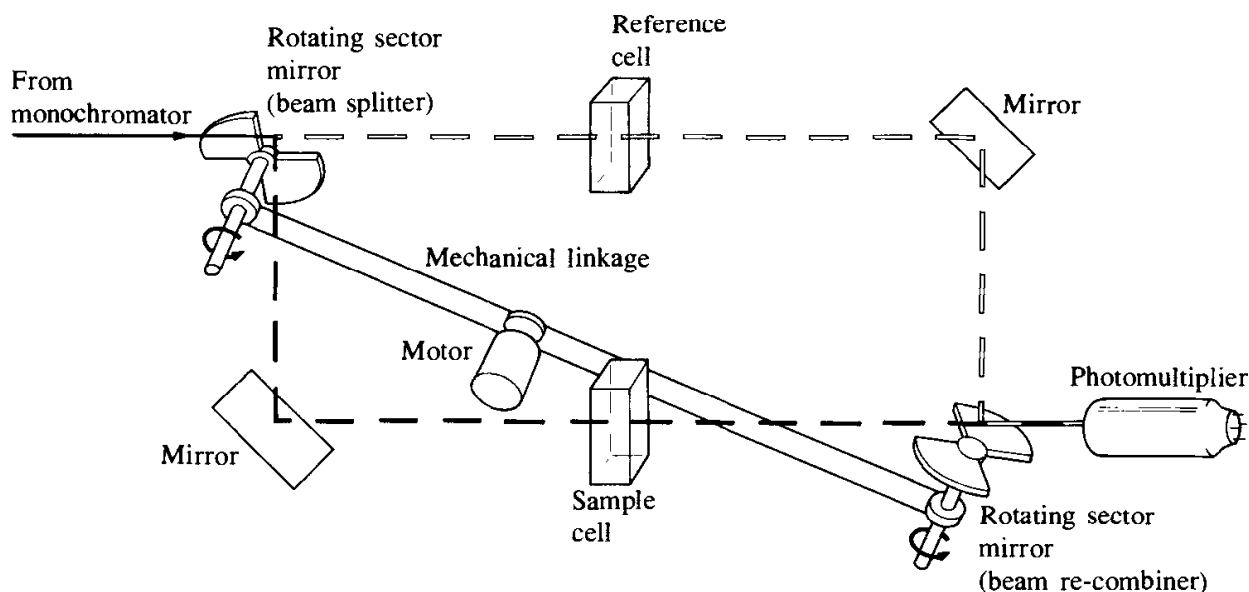 From
monochromator
Rotating sector
mirror
(beam splitter)
Reference
cell
Mirror
Mechanical linkage
Motor
Photomultiplier
Mirror
Sample
cell
Rotating sector
mirror
(beam re-combiner)